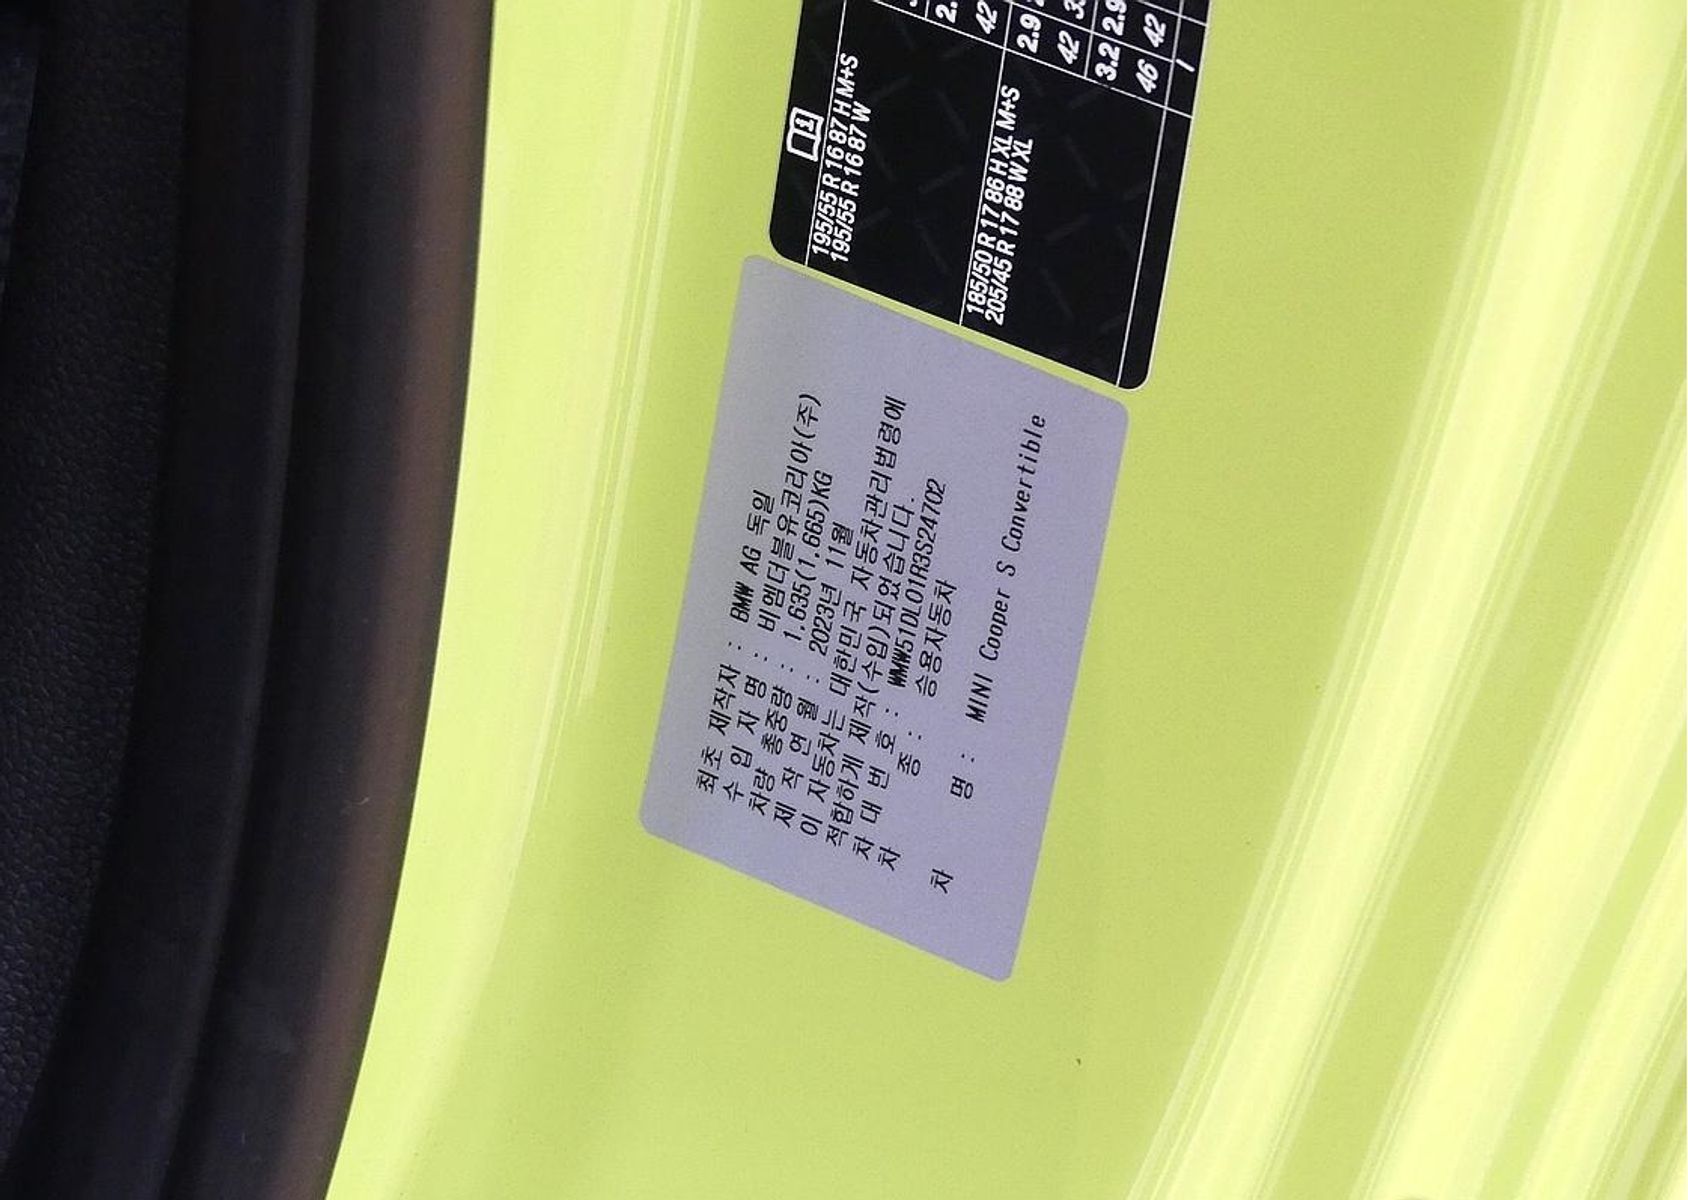 195/55 R 16 87 H M+S
195/55 R 16 87 W
185/50 R 17 86 H XL M+S
205/45 R 17 88 W XL
2.9
42
3.2 2.9
46 42
/
최초 제작자 : BMW AG 독일
수 입 자 명 : 비엠더블유코리아(주)
차량 총중량 : 1.635(1.665)KG
제 작 연 월 : 2023년 11월
이 자동차는 대한민국 자동차관리법령에
적합하게 제작(수입)되었습니다.
차 대 번 호 : WMW51DL01R3S24702
차 종 : 승용자동차
차 명 : MINI Cooper S Convertible